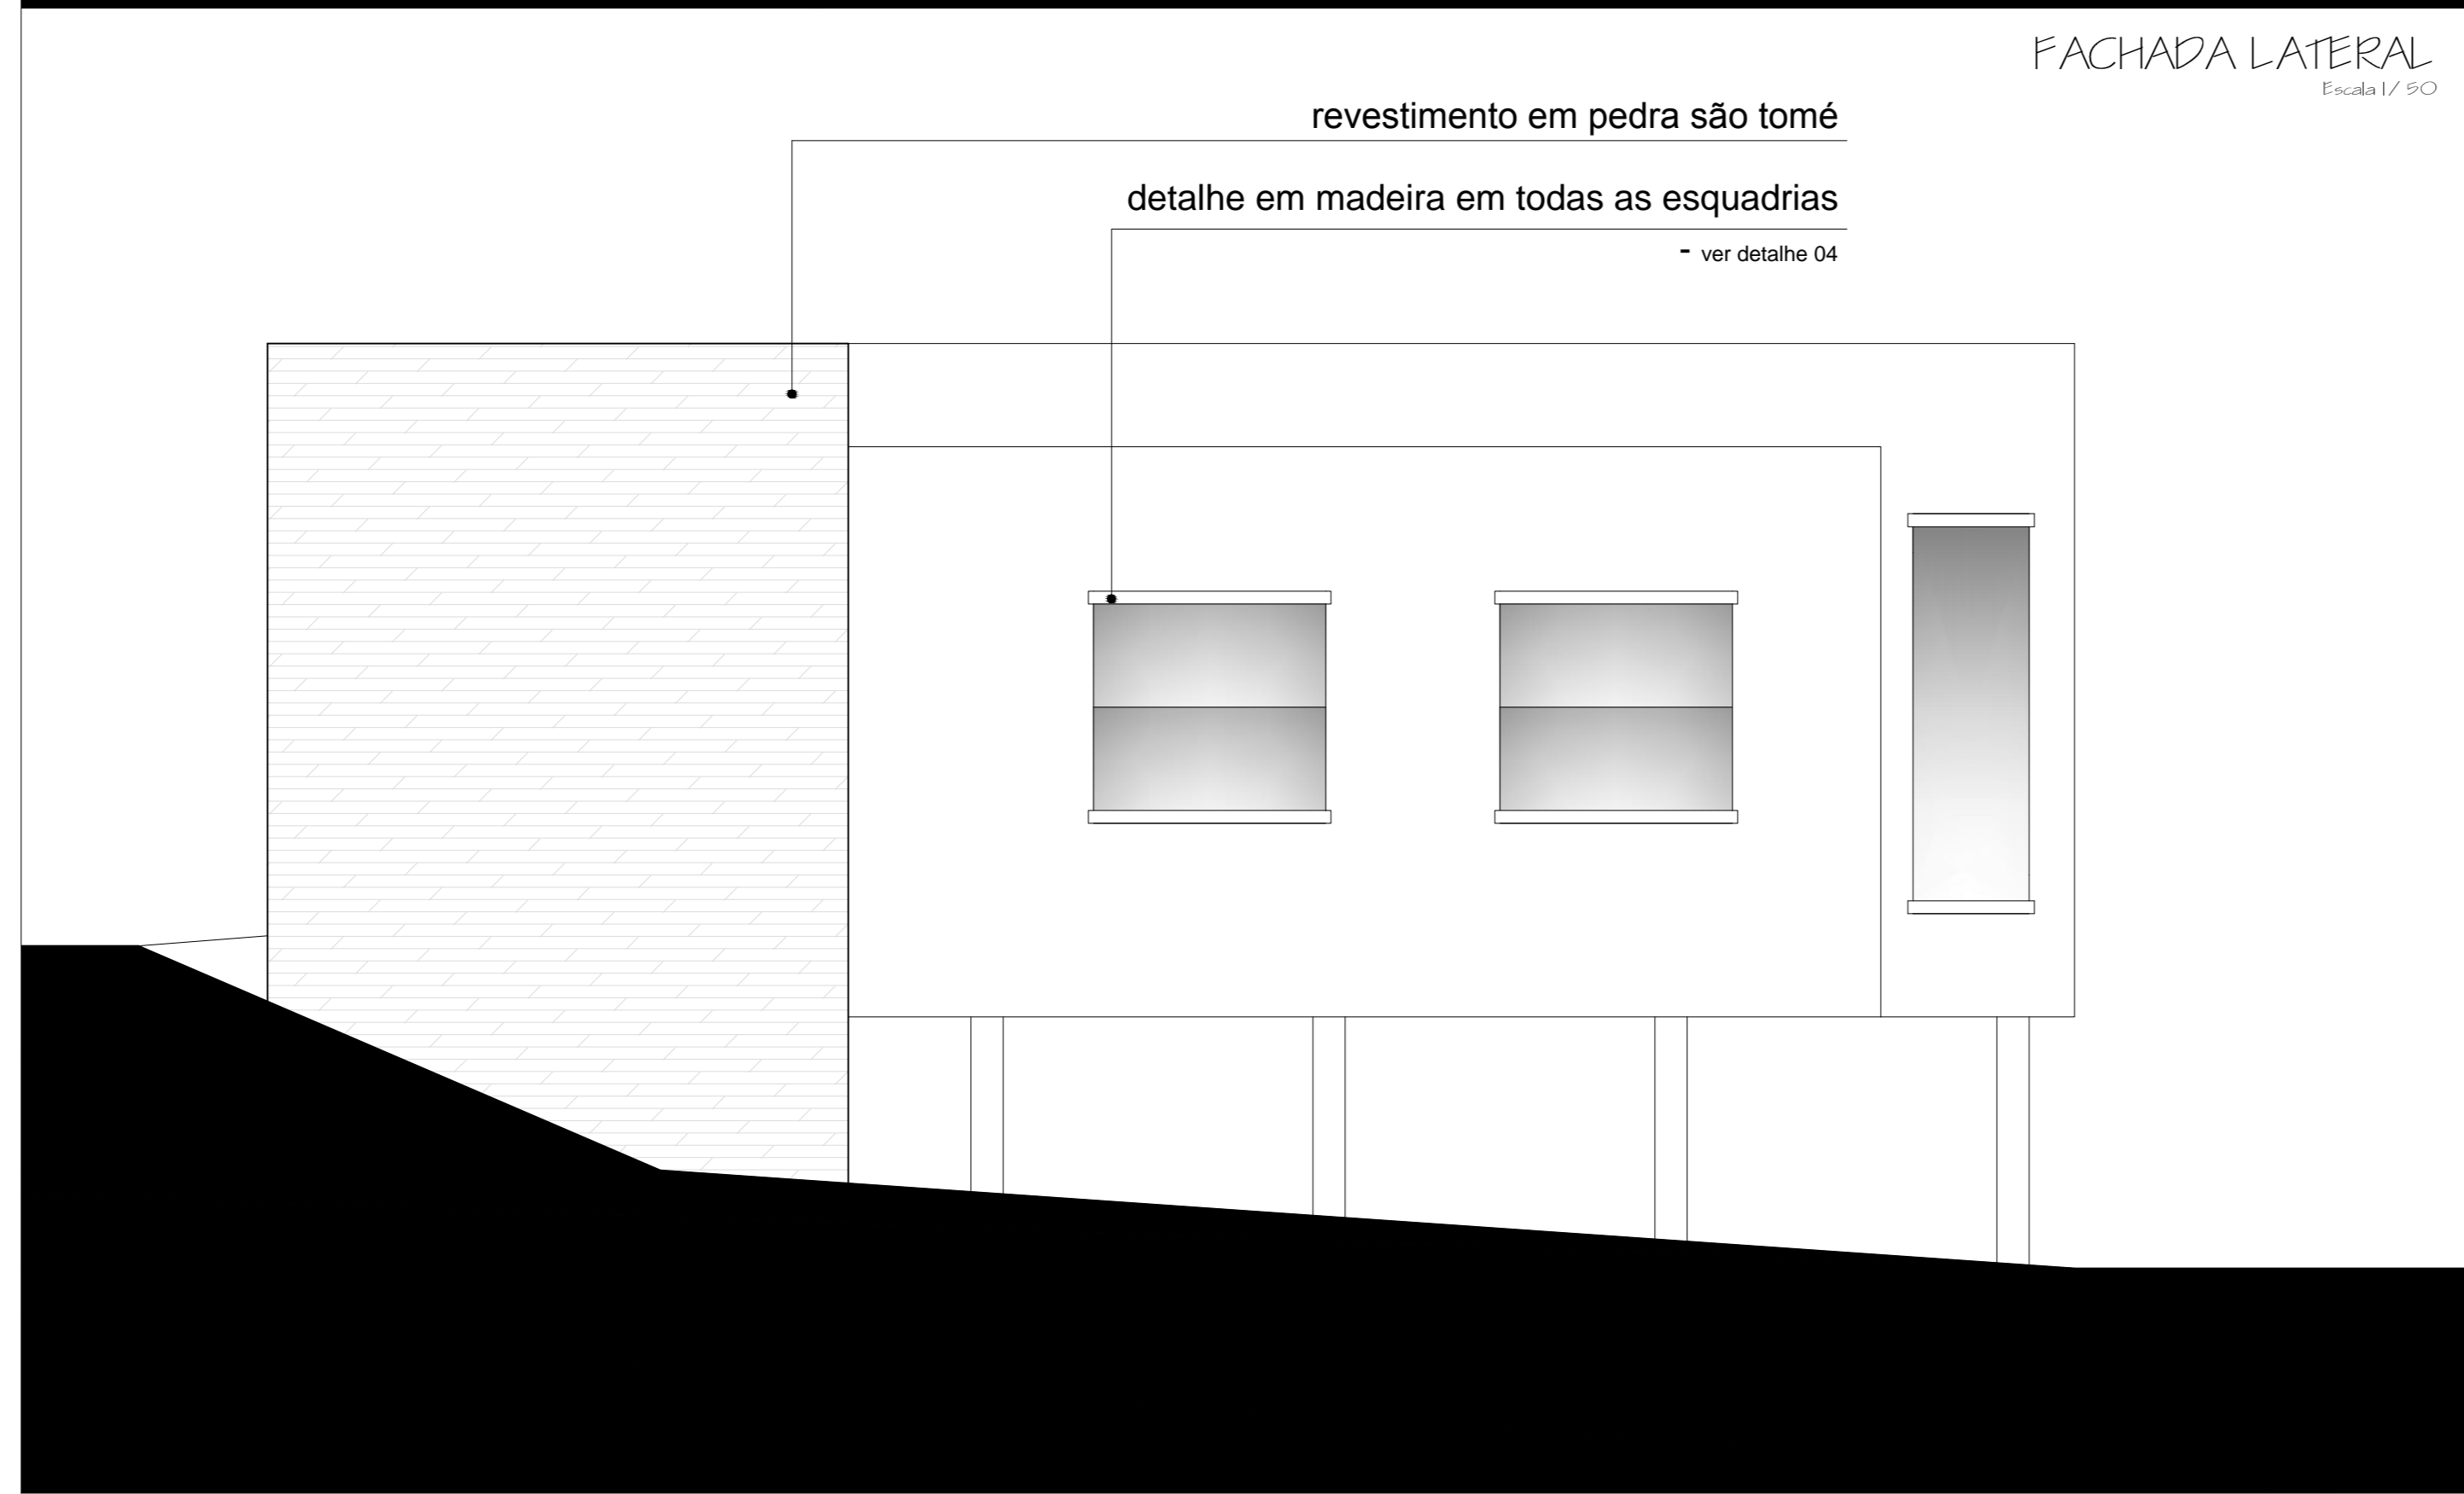 FACHADA LATERAL
Escala 1/50
revestimento em pedra são tomé
detalhe em madeira em todas as esquadrias
- ver detalhe 04